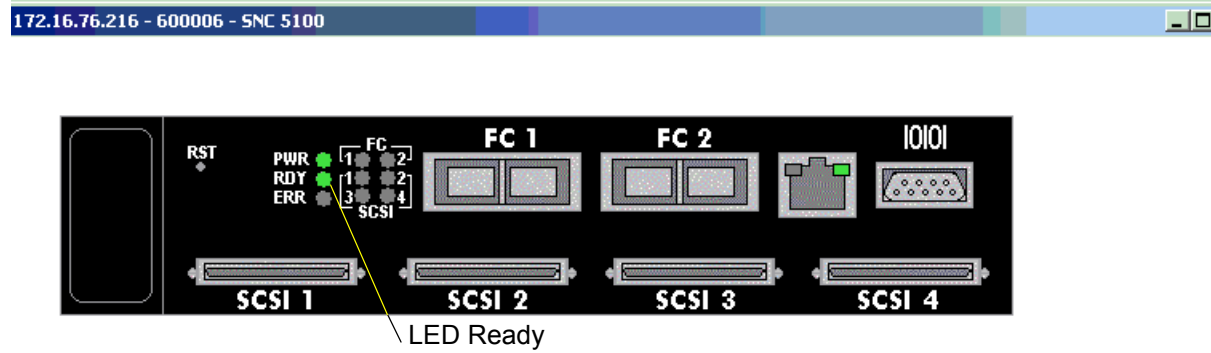 172.16.76.216 - 600006 - SNC 5100
FC 1 FC 2 IOIOI
RST
FC
PWR 1 2
RDY 1 2
ERR 3 4
SCSI
SCSI 1 SCSI 2 SCSI 3 SCSI 4
LED Ready